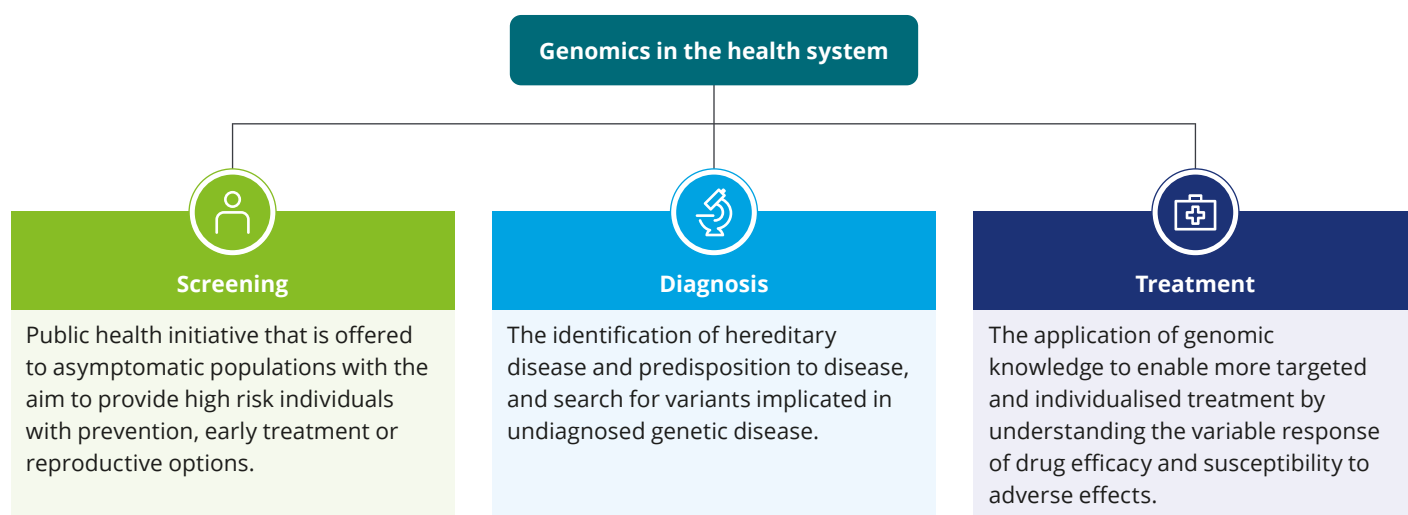 Genomics in the health system
Screening
Public health initiative that is offered
to asymptomatic populations with the
aim to provide high risk individuals
with prevention, early treatment or
reproductive options.
Diagnosis
The identification of hereditary
disease and predisposition to disease,
and search for variants implicated in
undiagnosed genetic disease.
Treatment
The application of genomic
knowledge to enable more targeted
and individualised treatment by
understanding the variable response
of drug efficacy and susceptibility to
adverse effects.